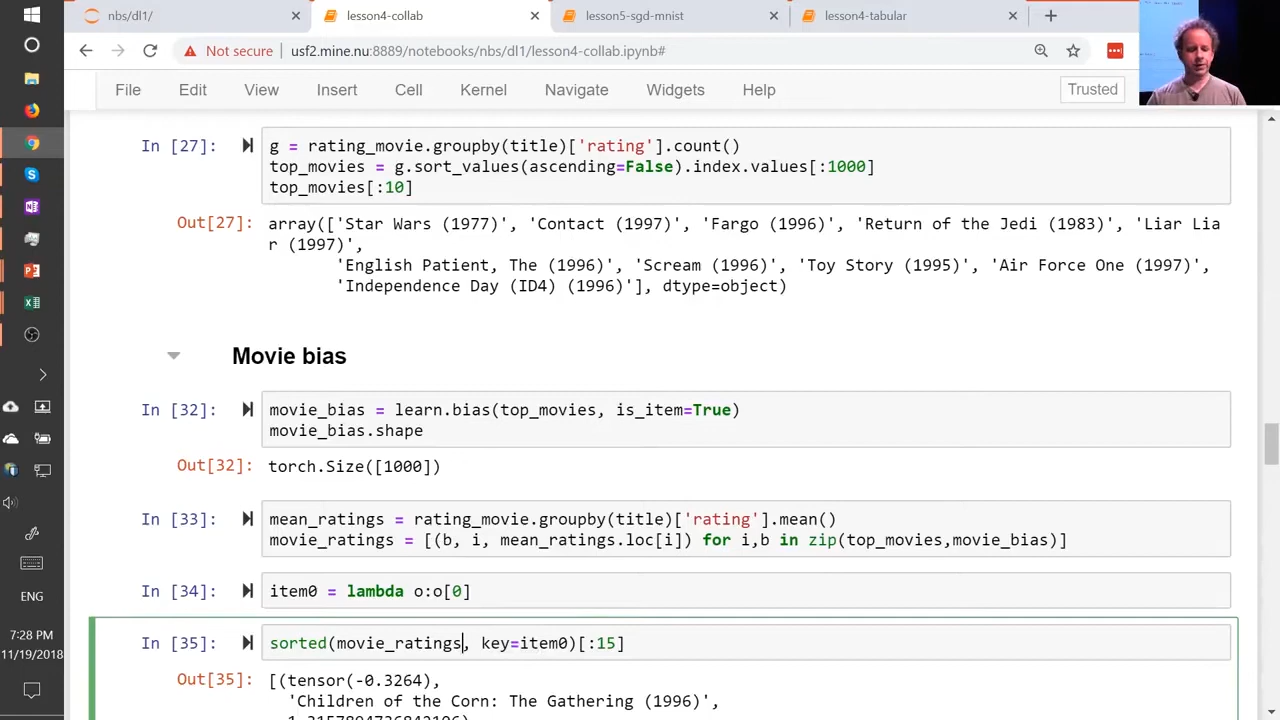 nbs/dl1/
lesson4-collab
lesson5-sgd-mnist
lesson4-tabular
Not secure
usf2.mine.nu:8889/notebooks/nbs/dl1/lesson4-collab.ipynb#
File Edit View Insert Cell Kernel Navigate Widgets Help
Trusted
In [27]:
g = rating_movie.groupby(title)['rating'].count()
top_movies = g.sort_values(ascending=False).index.values[:1000]
top_movies[:10]
Out[27]:
array(['Star Wars (1977)', 'Contact (1997)', 'Fargo (1996)', 'Return of the Jedi (1983)', 'Liar Lia
r (1997)',
'English Patient, The (1996)', 'Scream (1996)', 'Toy Story (1995)', 'Air Force One (1997)',
'Independence Day (ID4) (1996)'], dtype=object)
Movie bias
In [32]:
movie_bias = learn.bias(top_movies, is_item=True)
movie_bias.shape
Out[32]:
torch.Size([1000])
In [33]:
mean_ratings = rating_movie.groupby(title)['rating'].mean()
movie_ratings = [(b, i, mean_ratings.loc[i]) for i,b in zip(top_movies,movie_bias)]
In [34]:
item0 = lambda o:o[0]
In [35]:
sorted(movie_ratings, key=item0)[:15]
Out[35]:
[(tensor(-0.3264),
'Children of the Corn: The Gathering (1996)',
1.3157894736842106),
ENG
7:28 PM
11/19/2018